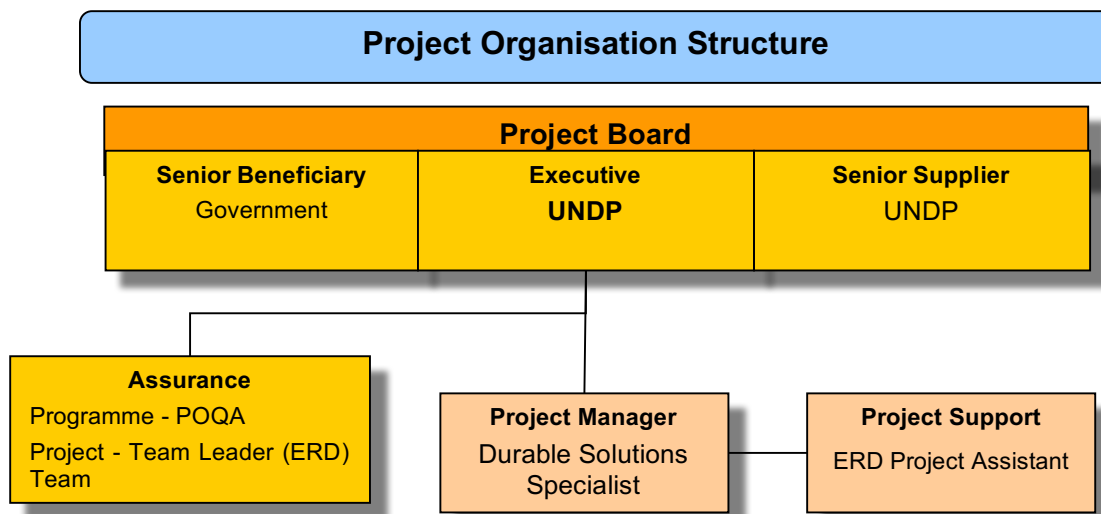 Project Organisation Structure
Project Board
Senior Beneficiary
Government
Executive
UNDP
Senior Supplier
UNDP
Assurance
Programme - POQA
Project - Team Leader (ERD)
Team
Project Manager
Durable Solutions
Specialist
Project Support
ERD Project Assistant